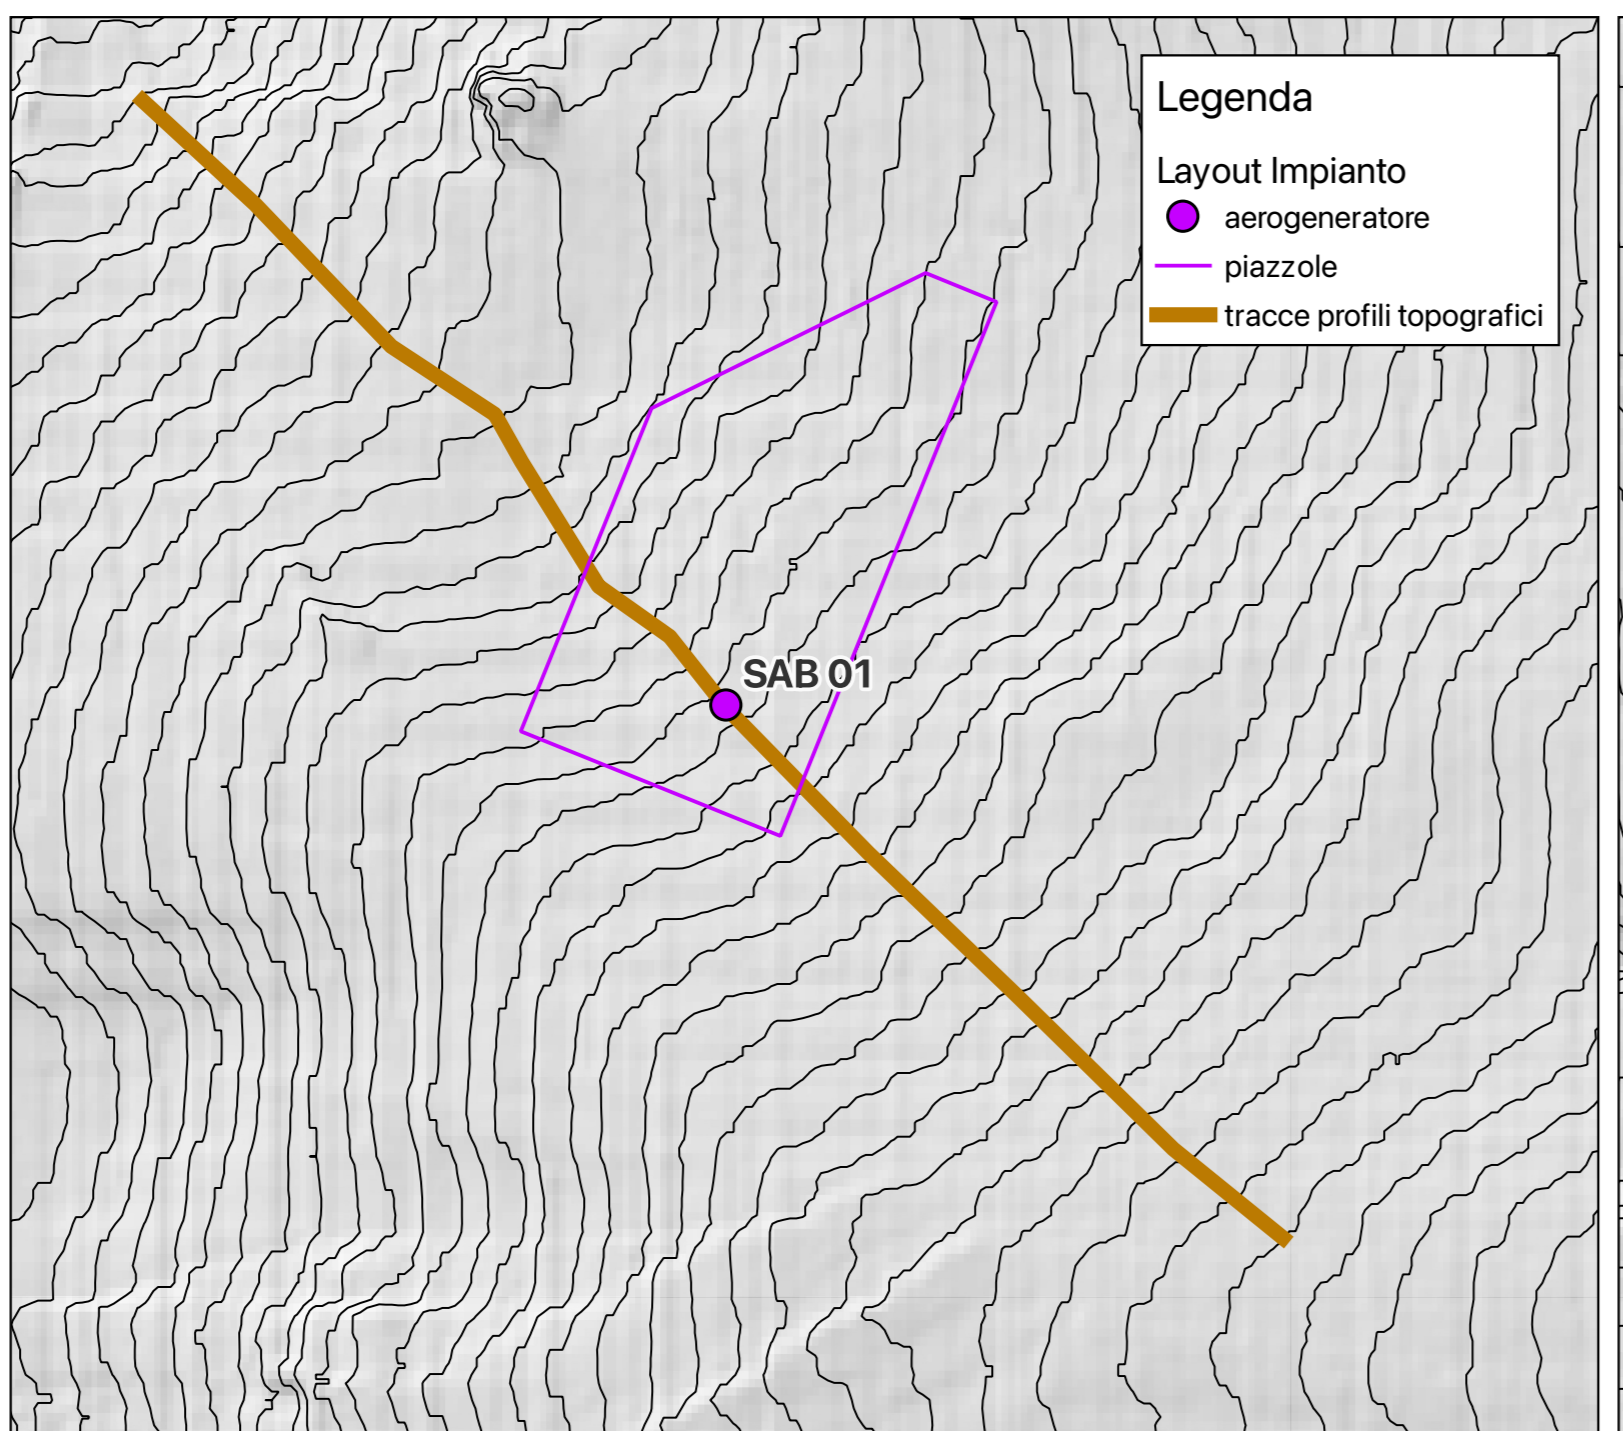 Legenda
Layout Impianto
aerogeneratore
piazzole
tracce profili topografici
SAB 01